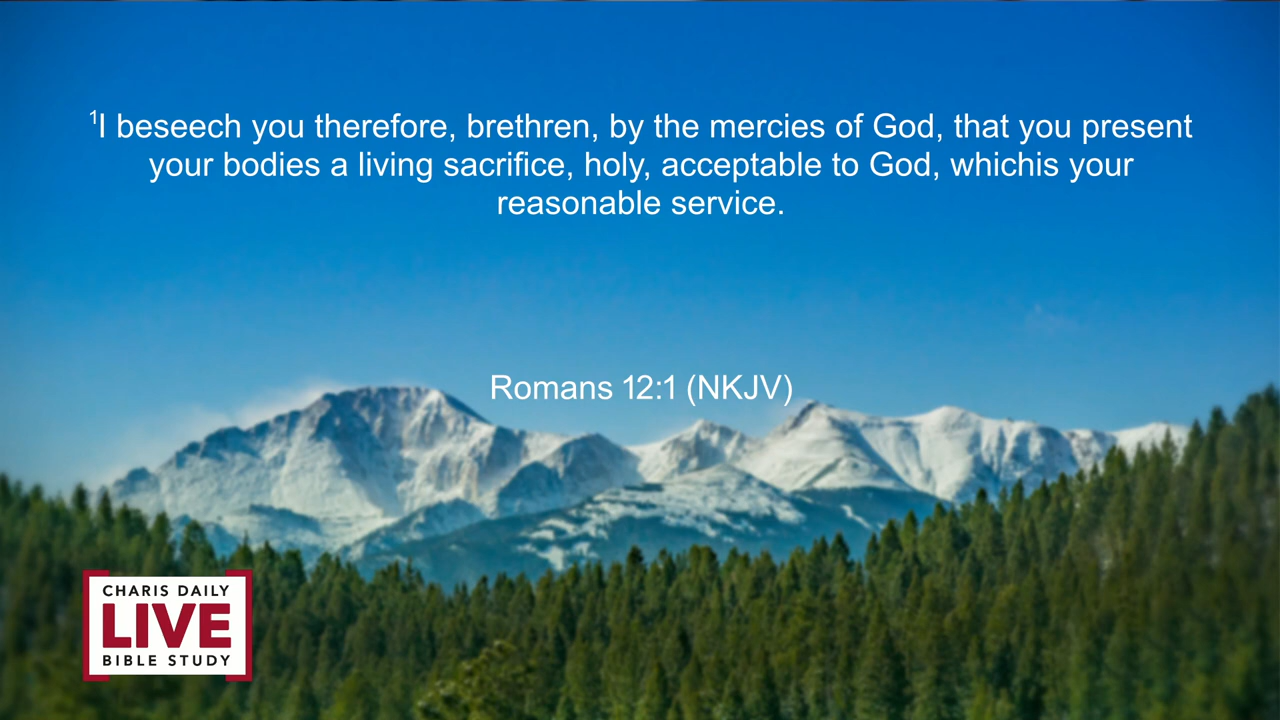 ¹I beseech you therefore, brethren, by the mercies of God, that you present
your bodies a living sacrifice, holy, acceptable to God, whichis your
reasonable service.
Romans 12:1 (NKJV)
CHARIS DAILY
LIVE
BIBLE STUDY